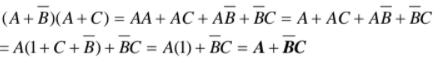 (A + B̅)(A + C) = AA + AC + AB̅ + B̅C = A + AC + AB̅ + B̅C
= A(1 + C + B̅) + B̅C = A(1) + B̅C = A + B̅C